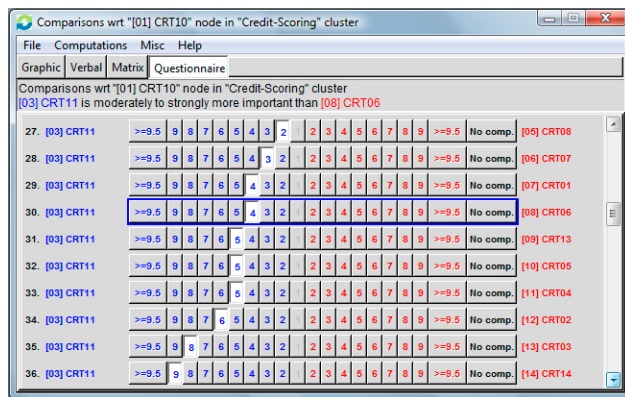 Comparisons wrt "[01] CRT10" node in "Credit-Scoring" cluster
File Computations Misc Help
Graphic Verbal Matrix Questionnaire
Comparisons wrt "[01] CRT10" node in "Credit-Scoring" cluster
[03] CRT11 is moderately to strongly more important than [08] CRT06
27. [03] CRT11 >=9.5 9 8 7 6 5 4 3 2 1 2 3 4 5 6 7 8 9 >=9.5 No comp. [05] CRT08
28. [03] CRT11 >=9.5 9 8 7 6 5 4 3 2 1 2 3 4 5 6 7 8 9 >=9.5 No comp. [06] CRT07
29. [03] CRT11 >=9.5 9 8 7 6 5 4 3 2 1 2 3 4 5 6 7 8 9 >=9.5 No comp. [07] CRT01
30. [03] CRT11 >=9.5 9 8 7 6 5 4 3 2 1 2 3 4 5 6 7 8 9 >=9.5 No comp. [08] CRT06
31. [03] CRT11 >=9.5 9 8 7 6 5 4 3 2 1 2 3 4 5 6 7 8 9 >=9.5 No comp. [09] CRT13
32. [03] CRT11 >=9.5 9 8 7 6 5 4 3 2 1 2 3 4 5 6 7 8 9 >=9.5 No comp. [10] CRT05
33. [03] CRT11 >=9.5 9 8 7 6 5 4 3 2 1 2 3 4 5 6 7 8 9 >=9.5 No comp. [11] CRT04
34. [03] CRT11 >=9.5 9 8 7 6 5 4 3 2 1 2 3 4 5 6 7 8 9 >=9.5 No comp. [12] CRT02
35. [03] CRT11 >=9.5 9 8 7 6 5 4 3 2 1 2 3 4 5 6 7 8 9 >=9.5 No comp. [13] CRT03
36. [03] CRT11 >=9.5 9 8 7 6 5 4 3 2 1 2 3 4 5 6 7 8 9 >=9.5 No comp. [14] CRT14